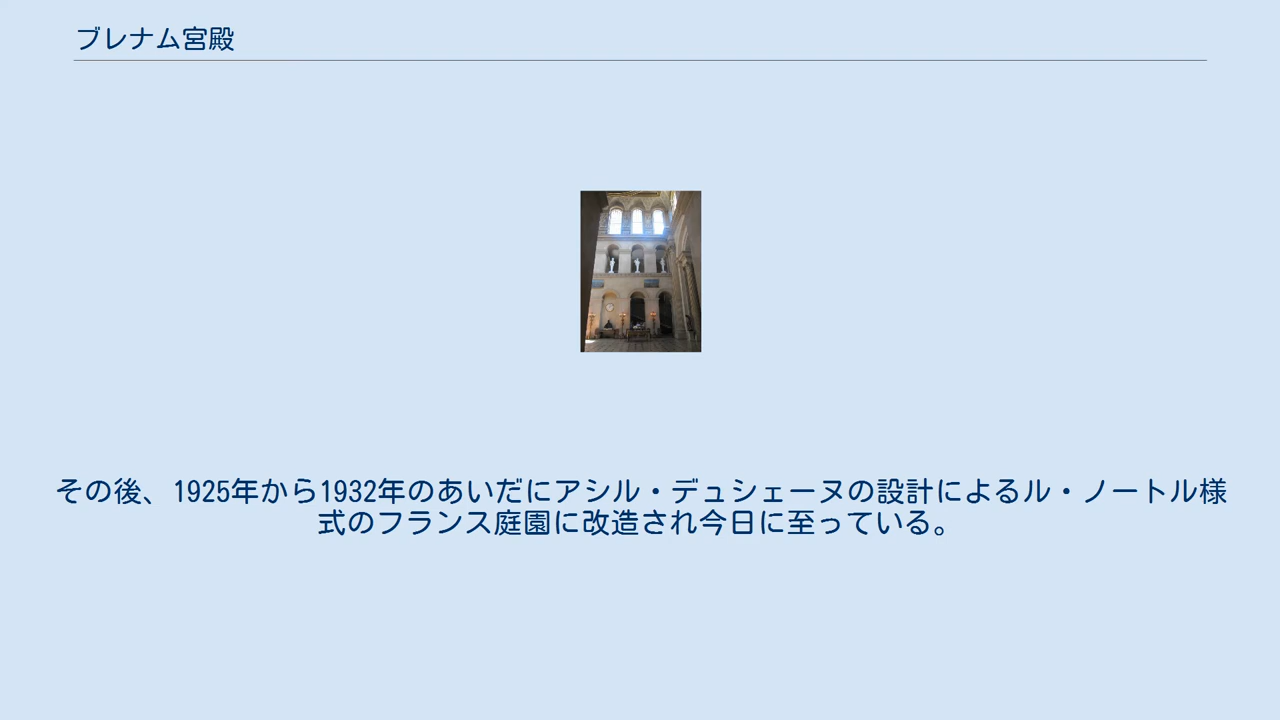 ブレナム宮殿
その後、1925年から1932年のあいだにアシル・デュシェーヌの設計によるル・ノートル様
式のフランス庭園に改造され今日に至っている。